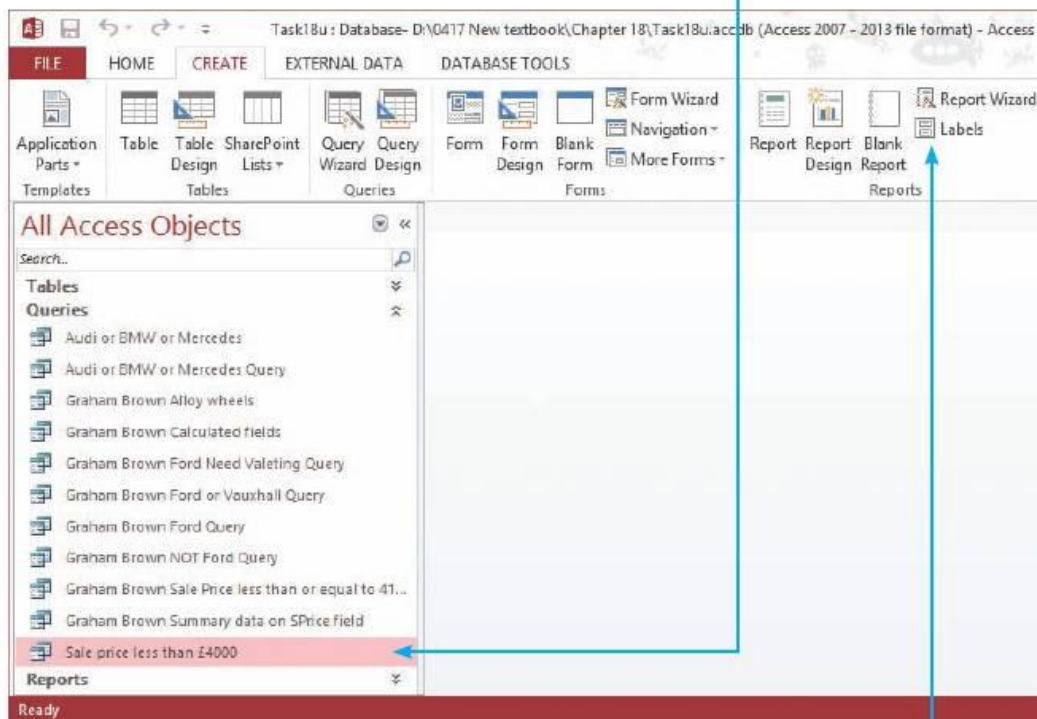 Task18u : Database- D:\0417 New textbook\Chapter 18\Task18u.accdb (Access 2007 - 2013 file format) - Access
FILE HOME CREATE EXTERNAL DATA DATABASE TOOLS
Application Parts
Table
Table Design
SharePoint Lists
Query Wizard
Query Design
Form
Form Design
Blank Form
Form Wizard
Navigation
More Forms
Report
Report Design
Blank Report
Report Wizard
Labels
Templates Tables Queries Forms Reports
All Access Objects
Search..
Tables
Queries
Audi or BMW or Mercedes
Audi or BMW or Mercedes Query
Graham Brown Alloy wheels
Graham Brown Calculated fields
Graham Brown Ford Need Valeting Query
Graham Brown Ford or Vauxhall Query
Graham Brown Ford Query
Graham Brown NOT Ford Query
Graham Brown Sale Price less than or equal to 41...
Graham Brown Summary data on SPrice field
Sale price less than £4000
Reports
Ready